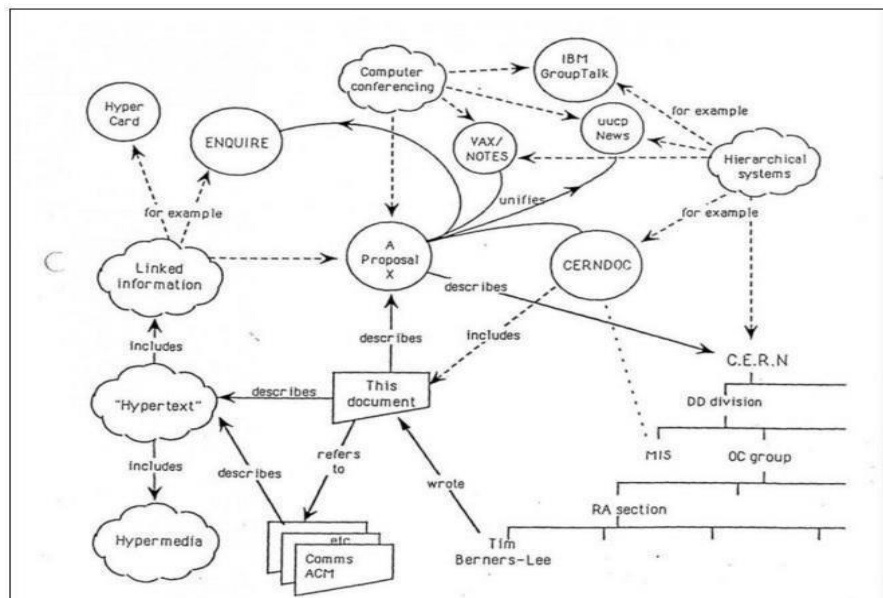 IBM
GroupTalk
Computer
conferencing
Hyper
Card
for example
uucp
News
ENQUIRE
VAX/
NOTES
Hierarchical
systems
unifies
for example
for example
A
Proposal
X
CERNDOC
Linked
information
describes
describes
includes
includes
C.E.R.N
This
document
describes
DD division
"Hypertext"
refers
to
MIS
OC group
includes
describes
wrote
RA section
Hypermedia
etc
Tim
Berners-Lee
Comms
ACM